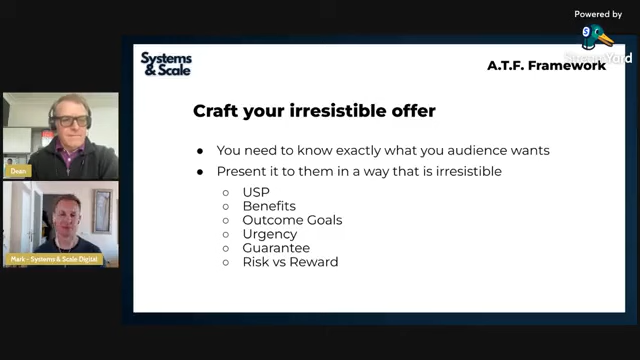 Powered by
StreamYard
Systems
& Scale
A.T.F. Framework
Craft your irresistible offer
● You need to know exactly what you audience wants
● Present it to them in a way that is irresistible
○ USP
○ Benefits
○ Outcome Goals
○ Urgency
○ Guarantee
○ Risk vs Reward
Dean
Mark - Systems & Scale Digital